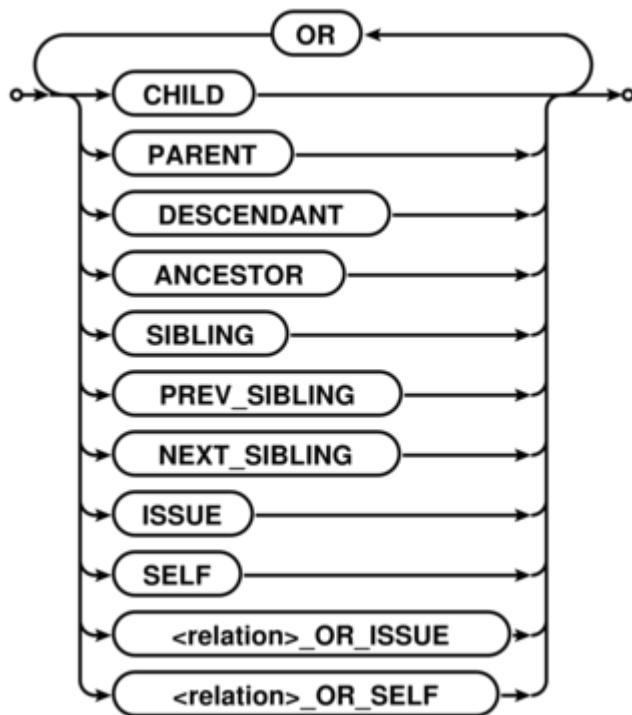 OR
CHILD
PARENT
DESCENDANT
ANCESTOR
SIBLING
PREV_SIBLING
NEXT_SIBLING
ISSUE
SELF
<relation>_OR_ISSUE
<relation>_OR_SELF